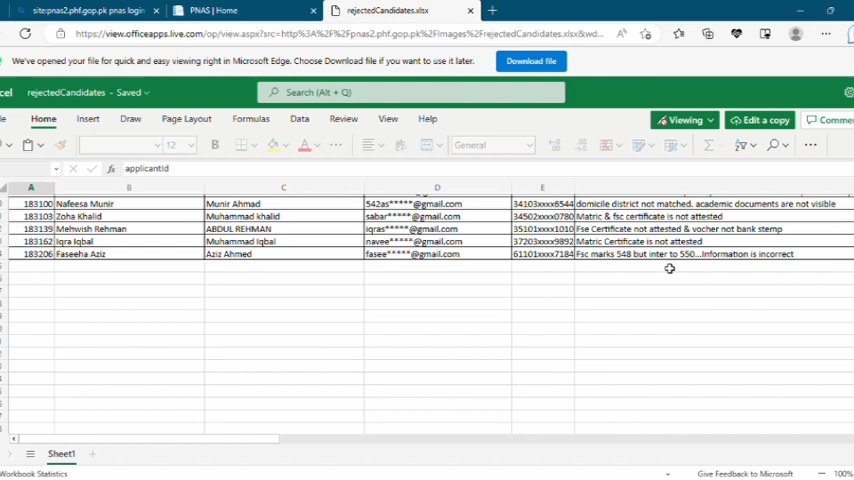 site:pnas2.phf.gop.pk pnas login
PNAS | Home
rejectedCandidates.xlsx
https://view.officeapps.live.com/op/view.aspx?src=http%3A%2F%2Fpnas2.phf.gop.pk%2FImages%2FrejectedCandidates.xlsx&wd...
We've opened your file for quick and easy viewing right in Microsoft Edge. Choose Download file if you want to use it later.
Download file
cel rejectedCandidates - Saved
Search (Alt + Q)
le Home Insert Draw Page Layout Formulas Data Review View Help
Viewing Edit a copy Commen
12 B A General Σ
fx applicantId
A B C D E
183100 Nafeesa Munir Munir Ahmad 542as*****@gmail.com 34103xxxx6544 domicile district not matched. academic documents are not visible
183103 Zoha Khalid Muhammad khalid sabar*****@gmail.com 34502xxxx0780 Matric & fsc certificate is not attested
183139 Mehwish Rehman ABDUL REHMAN iqras*****@gmail.com 35101xxxx1010 Fse Certificate not attested & vocher not bank stemp
183162 Iqra Iqbal Muhammad Iqbal navee*****@gmail.com 37203xxxx9892 Matric Certificate is not attested
183206 Faseeha Aziz Aziz Ahmed fasee*****@gmail.com 61101xxxx7184 Fsc marks 548 but inter to 550...Information is incorrect
Sheet1
Workbook Statistics
Give Feedback to Microsoft
100%